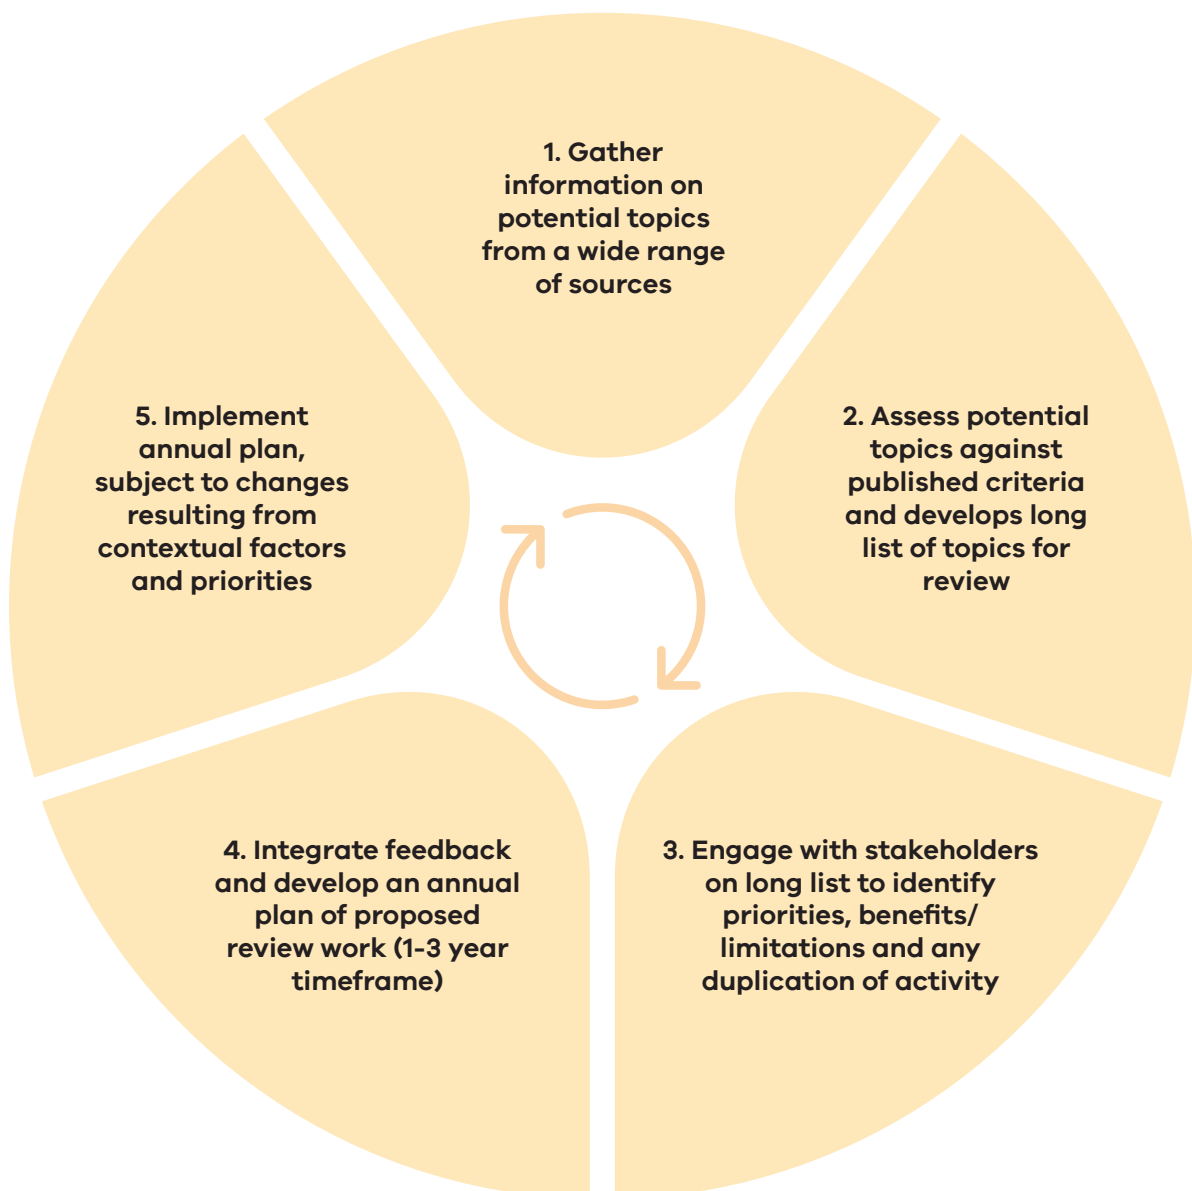 1. Gather
information on
potential topics
from a wide range
of sources
2. Assess potential
topics against
published criteria
and develops long
list of topics for
review
3. Engage with stakeholders
on long list to identify
priorities, benefits/
limitations and any
duplication of activity
4. Integrate feedback
and develop an annual
plan of proposed
review work (1-3 year
timeframe)
5. Implement
annual plan,
subject to changes
resulting from
contextual factors
and priorities